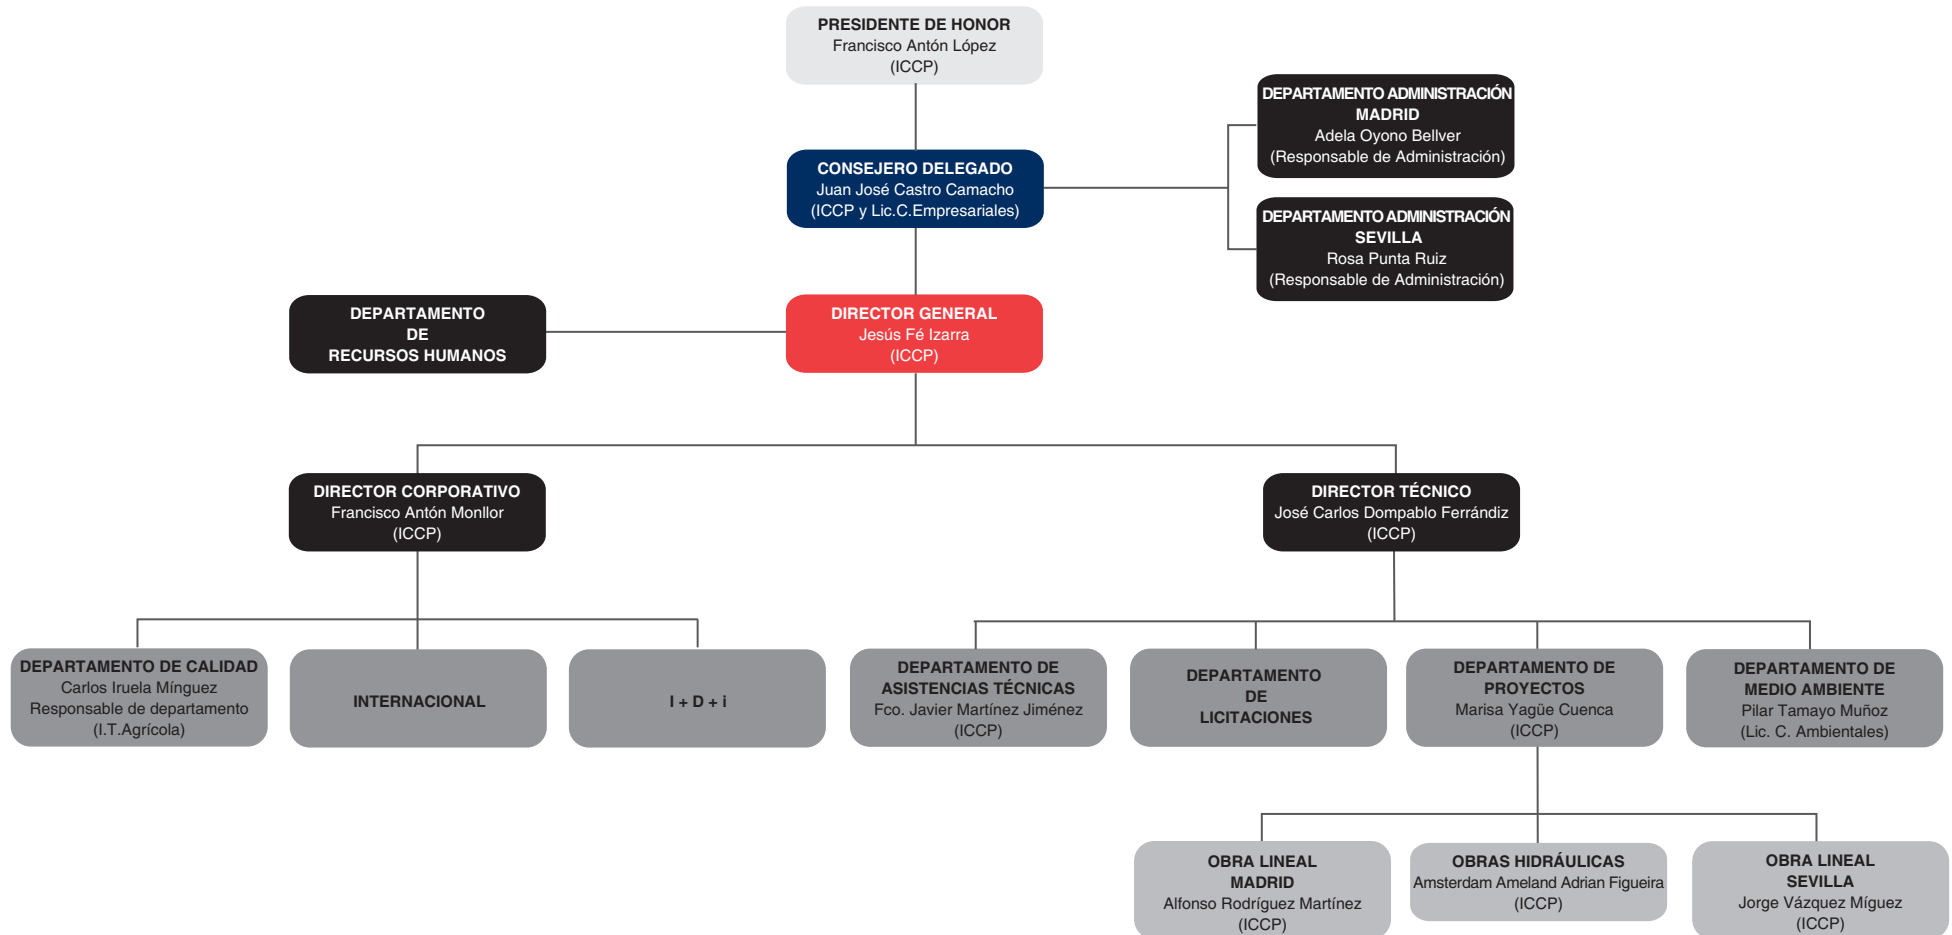 PRESIDENTE DE HONOR
Francisco Antón López
(ICCP)
DEPARTAMENTO ADMINISTRACIÓN
MADRID
Adela Oyono Bellver
(Responsable de Administración)
CONSEJERO DELEGADO
Juan José Castro Camacho
(ICCP y Lic.C.Empresariales)
DEPARTAMENTO ADMINISTRACIÓN
SEVILLA
Rosa Punta Ruiz
(Responsable de Administración)
DEPARTAMENTO
DE
RECURSOS HUMANOS
DIRECTOR GENERAL
Jesús Fé Izarra
(ICCP)
DIRECTOR CORPORATIVO
Francisco Antón Monllor
(ICCP)
DIRECTOR TÉCNICO
José Carlos Dompablo Ferrándiz
(ICCP)
DEPARTAMENTO DE CALIDAD
Carlos Iruela Mínguez
Responsable de departamento
(I.T.Agrícola)
INTERNACIONAL
I + D + i
DEPARTAMENTO DE
ASISTENCIAS TÉCNICAS
Fco. Javier Martínez Jiménez
(ICCP)
DEPARTAMENTO
DE
LICITACIONES
DEPARTAMENTO DE
PROYECTOS
Marisa Yagüe Cuenca
(ICCP)
DEPARTAMENTO DE
MEDIO AMBIENTE
Pilar Tamayo Muñoz
(Lic. C. Ambientales)
OBRA LINEAL
MADRID
Alfonso Rodríguez Martínez
(ICCP)
OBRAS HIDRÁULICAS
Amsterdam Ameland Adrian Figueira
(ICCP)
OBRA LINEAL
SEVILLA
Jorge Vázquez Míguez
(ICCP)